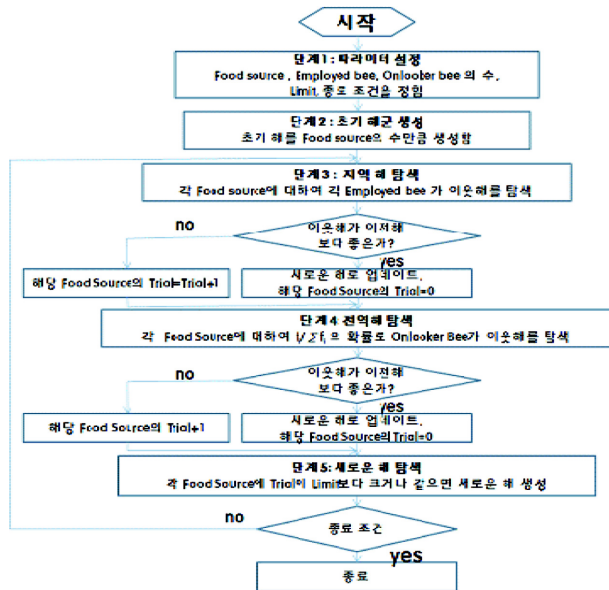 시작
단계1 : 파라미터 설정
Food source , Employed bee, Onlooker bee 의 수 ,
Limit, 종료 조건을 정함
단계2 : 초기 해군 생성
초기 해를 Food source의 수만큼 생성함
단계3 : 지역 해 탐색
각 Food source에 대하여 각 Employed bee 가 이웃해를 탐색
no
이웃해가 이전해
보다 좋은가?
yes
해당 Food Source의 Trial=Trial+1
새로운 해로 업데이트,
해당 Food Source의 Trial=0
단계4 전역해 탐색
각 Food Source에 대하여 의 확률로 Onlooker Bee가 이웃해를 탐색
no
이웃해가 이전해
보다 좋은가?
yes
해당 Food Source의 Trial+1
새로운 해로 업데이트,
해당 Food Source의 Trial=0
단계5:새로운 해 탐색
각 Food Source에 Trial이 Limit보다 크거나 같으면 새로운 해 생성
no
종료 조건
yes
종료